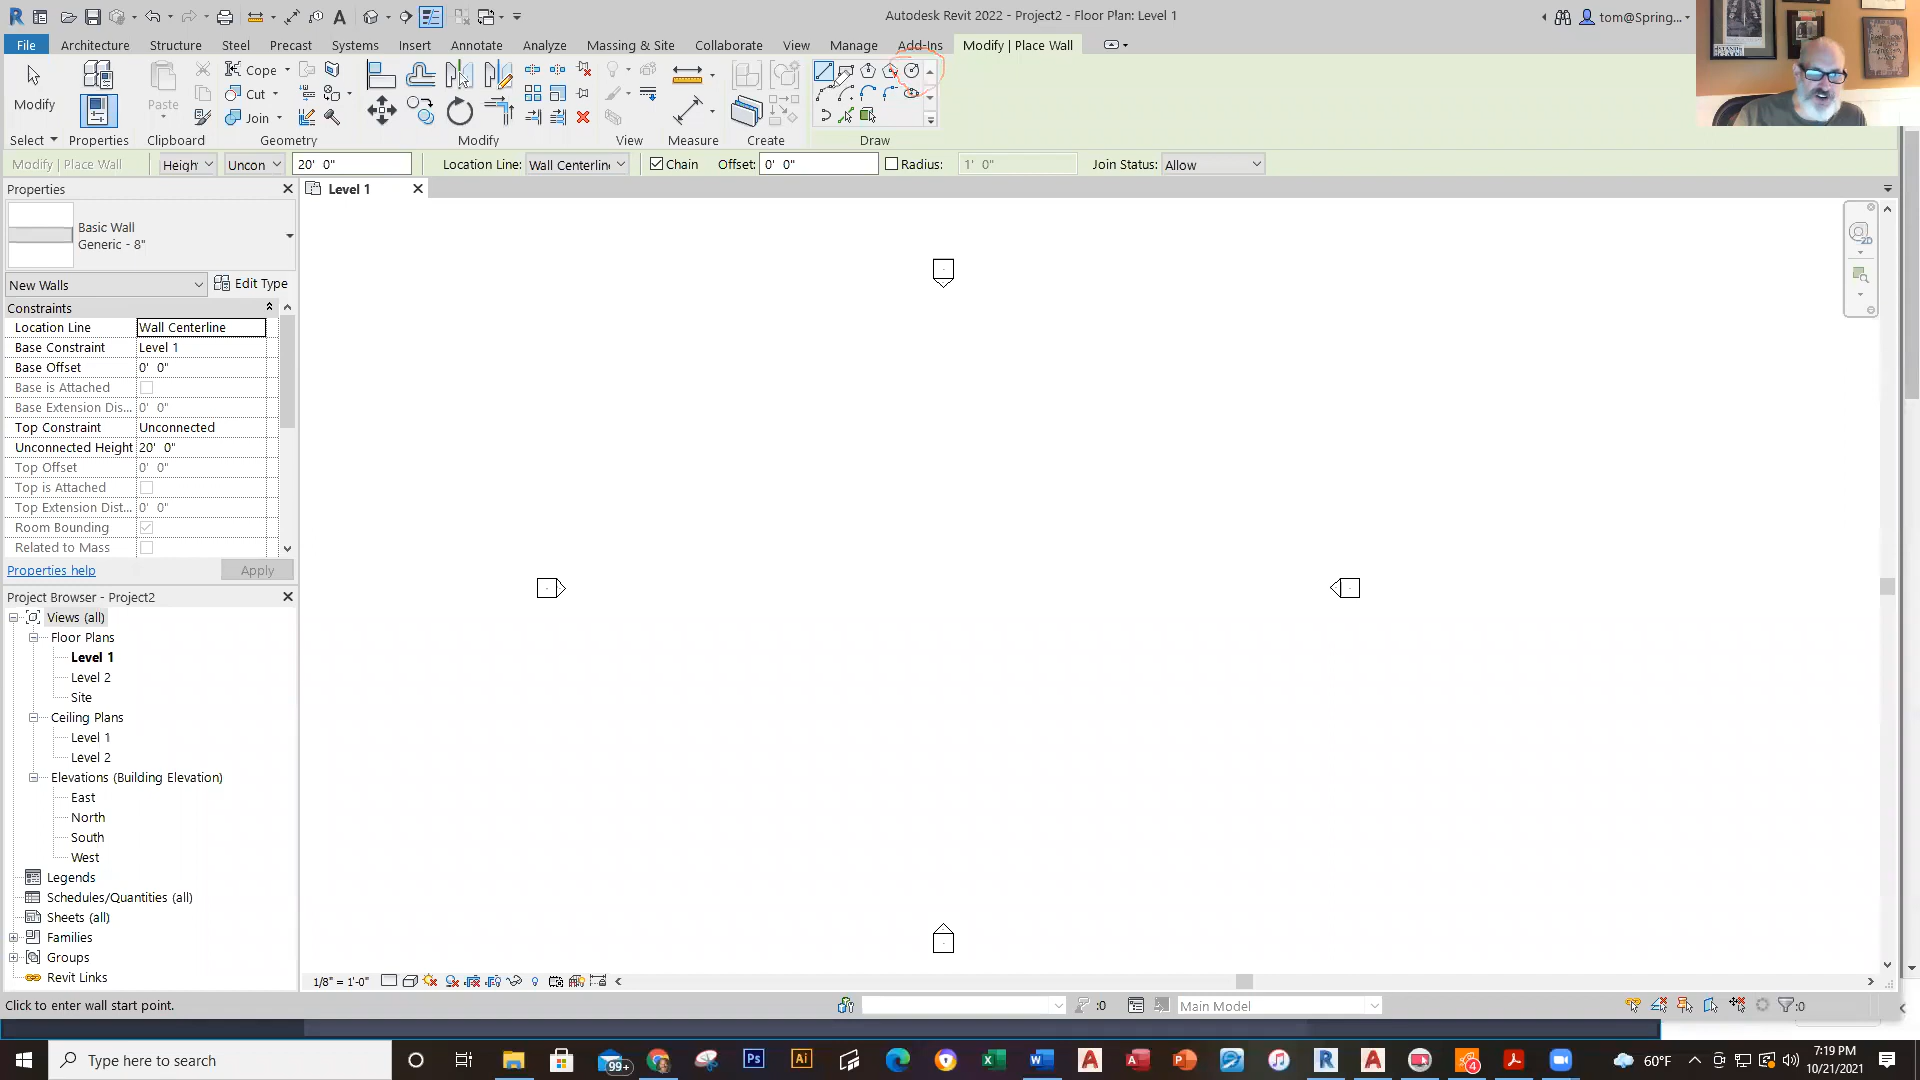 Autodesk Revit 2022 - Project2 - Floor Plan: Level 1
tom@Spring...
File Architecture Structure Steel Precast Systems Insert Annotate Analyze Massing & Site Collaborate View Manage Add-Ins Modify | Place Wall
Modify
Paste
Cope
Cut
Join
Select Properties Clipboard Geometry Modify View Measure Create Draw
Modify | Place Wall Heigh Uncon 20' 0" Location Line: Wall Centerline Chain Offset: 0' 0" Radius: 1' 0" Join Status: Allow
Properties
Level 1
Basic Wall
Generic - 8"
New Walls Edit Type
Constraints
Location Line Wall Centerline
Base Constraint Level 1
Base Offset 0' 0"
Base is Attached
Base Extension Dis... 0' 0"
Top Constraint Unconnected
Unconnected Height 20' 0"
Top Offset 0' 0"
Top is Attached
Top Extension Dist... 0' 0"
Room Bounding
Related to Mass
Properties help Apply
Project Browser - Project2
Views (all)
Floor Plans
Level 1
Level 2
Site
Ceiling Plans
Level 1
Level 2
Elevations (Building Elevation)
East
North
South
West
Legends
Schedules/Quantities (all)
Sheets (all)
Families
Groups
Revit Links
1/8" = 1'-0"
Click to enter wall start point.
:0
Main Model
:0
Type here to search
99+
Ps
Ai
4
60°F
7:19 PM
10/21/2021